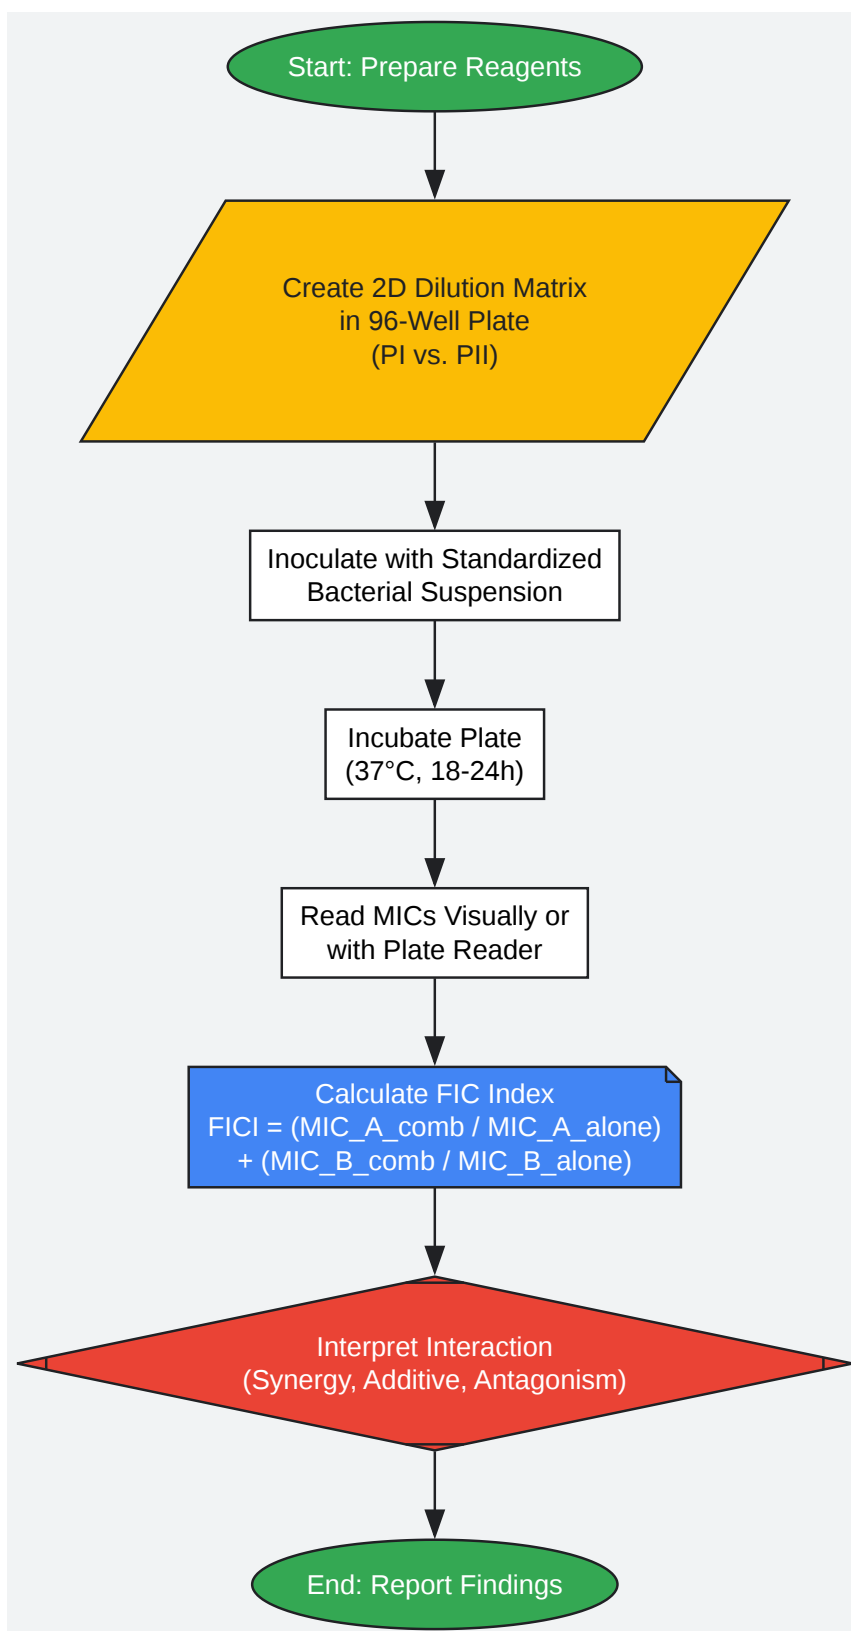 Start: Prepare Reagents
Create 2D Dilution Matrix
in 96-Well Plate
(PI vs. PII)
Inoculate with Standardized
Bacterial Suspension
Incubate Plate
(37°C, 18-24h)
Read MICs Visually or
with Plate Reader
Calculate FIC Index
FICI = (MIC_A_comb / MIC_A_alone)
+ (MIC_B_comb / MIC_B_alone)
Interpret Interaction
(Synergy, Additive, Antagonism)
End: Report Findings